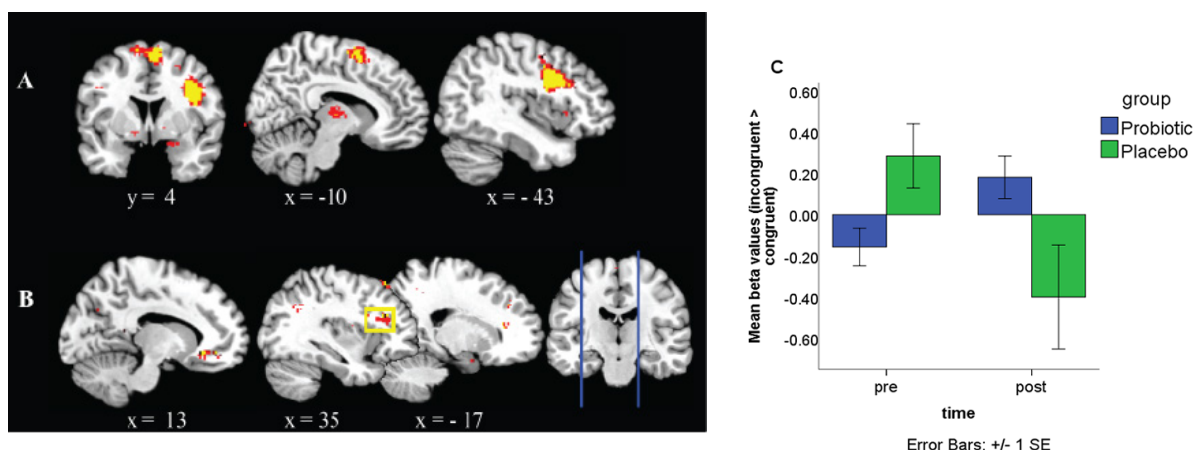 A
y = 4
x = -10
x = - 43
B
x = 13
x = 35
x = - 17
C
Mean beta values (incongruent >
congruent)
0.60
0.40
0.20
0.00
-0.20
-0.40
-0.60
pre
post
time
group
Probiotic
Placebo
Error Bars: +/- 1 SE